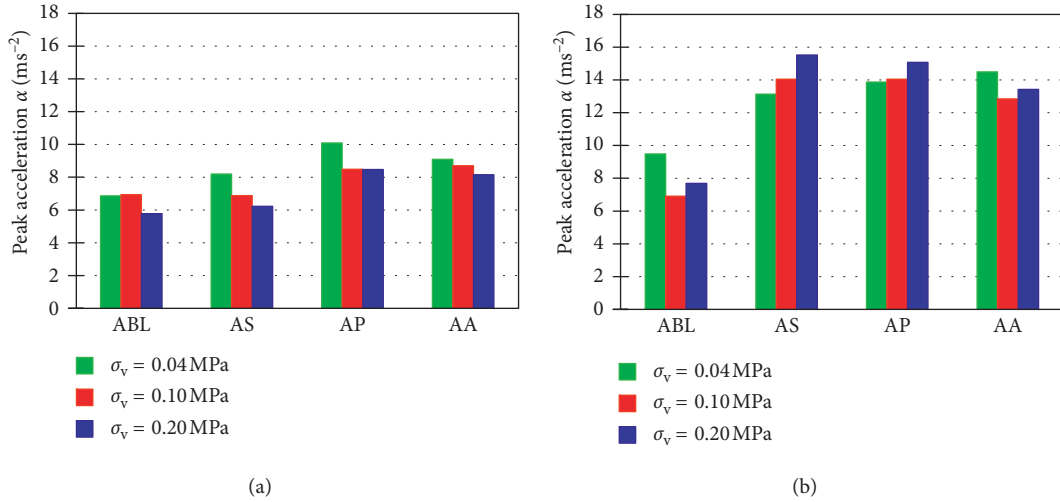 Peak acceleration α (ms⁻²)
18
16
14
12
10
8
6
4
2
0
ABL AS AP AA
σᵥ = 0.04 MPa
σᵥ = 0.10 MPa
σᵥ = 0.20 MPa
(a)
Peak acceleration α (ms⁻²)
18
16
14
12
10
8
6
4
2
0
ABL AS AP AA
σᵥ = 0.04 MPa
σᵥ = 0.10 MPa
σᵥ = 0.20 MPa
(b)